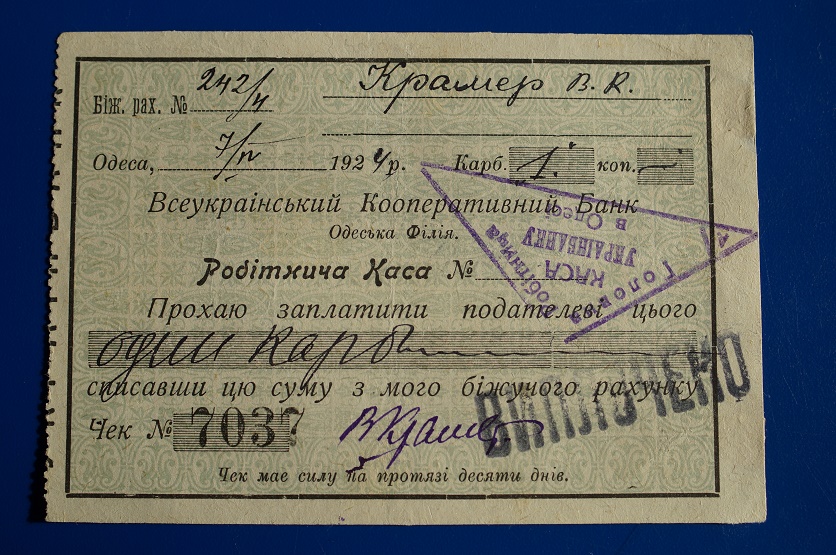 Біж. рах. № 242/4 Крамер В. К.
Одеса, 7/IV 1924 р. Карб. 1. коп. —
Всеукраїнський Кооперативний Банк
Одеська Філія.
Робітнича Каса №
Прохаю заплатити подателеві цього
один карб
списавши цю суму з мого біжучого рахунку
Чек № 7037 ВКрамер
Чек має силу на протязі десяти днів.
КАСА
УКРАЇНБАНКУ
в Одесі
ВИПЛАЧЕНО